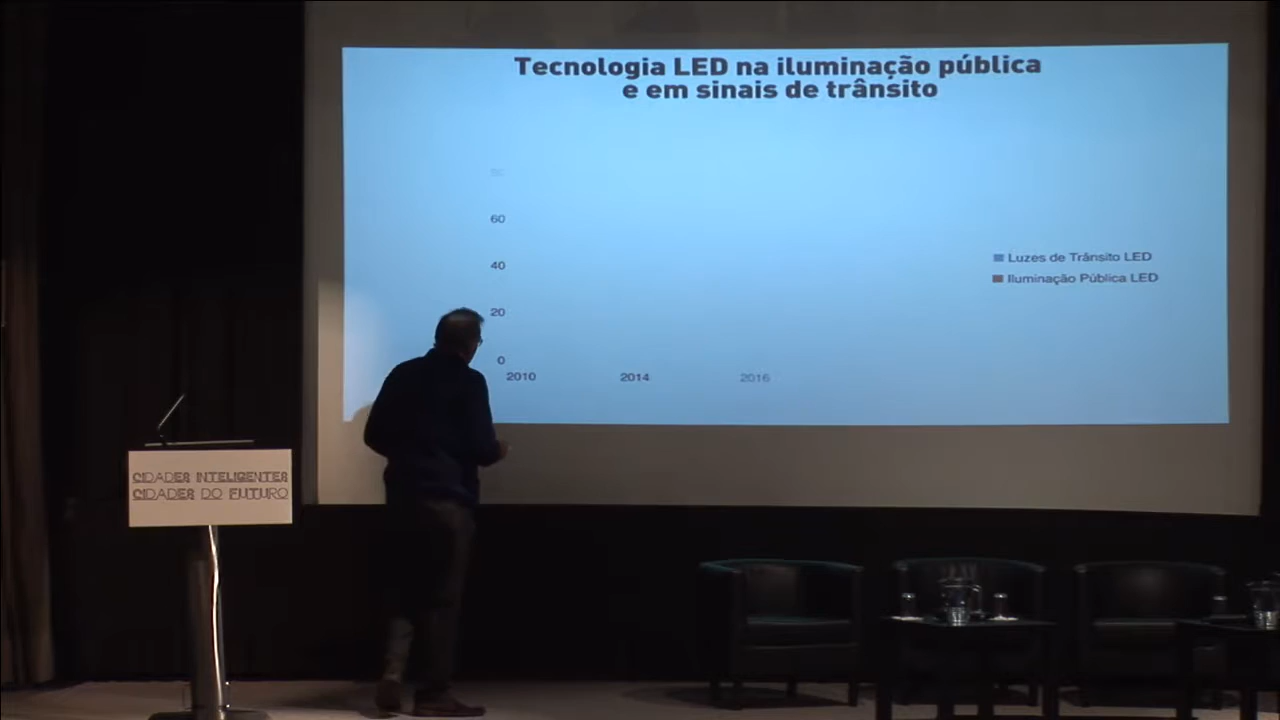 Tecnologia LED na iluminação pública
e em sinais de trânsito
60
40
20
0
2010 2014 2016
Luzes de Trânsito LED
Iluminação Pública LED
CIDADES INTELIGENTES
CIDADES DO FUTURO